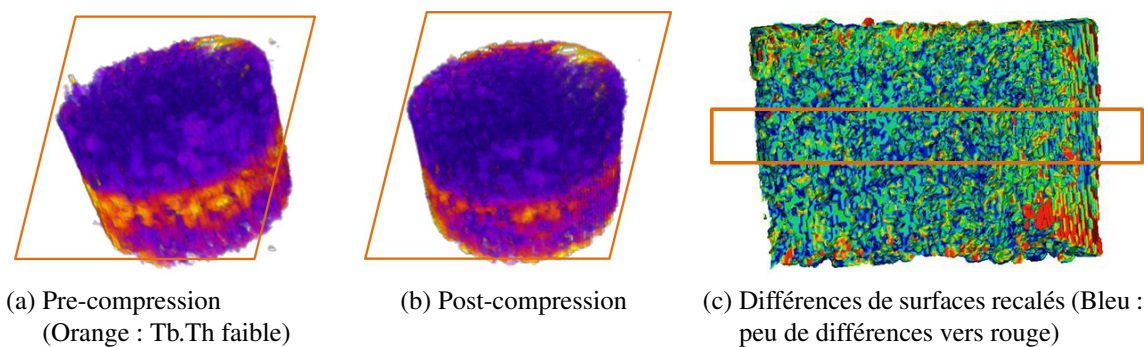 (a) Pre-compression
(Orange : Tb.Th faible)
(b) Post-compression
(c) Différences de surfaces recalés (Bleu :
peu de différences vers rouge)